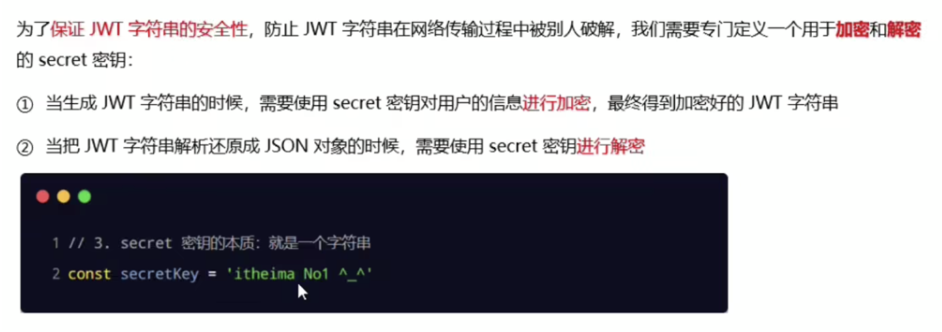 为了保证 JWT 字符串的安全性，防止 JWT 字符串在网络传输过程中被别人破解，我们需要专门定义一个用于加密和解密
的 secret 密钥：
① 当生成 JWT 字符串的时候，需要使用 secret 密钥对用户的信息进行加密，最终得到加密好的 JWT 字符串
② 当把 JWT 字符串解析还原成 JSON 对象的时候，需要使用 secret 密钥进行解密
1 // 3. secret 密钥的本质：就是一个字符串
2 const secretKey = 'itheima No1 ^_^'